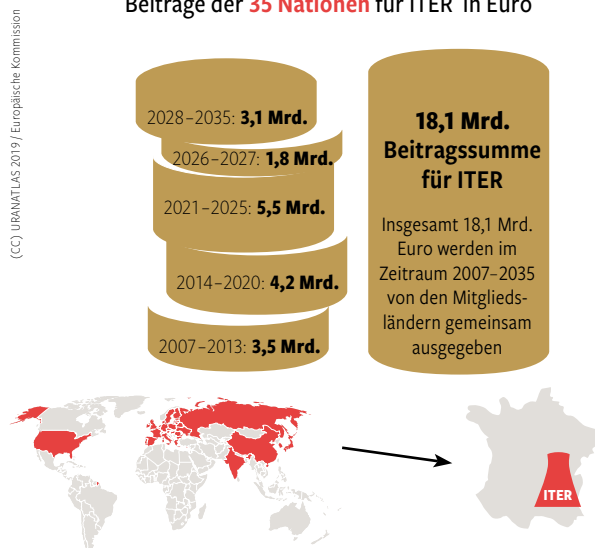 Beiträge der 35 Nationen für ITER in Euro
(CC) URANATLAS 2019 / Europäische Kommission
2028–2035: 3,1 Mrd.
2026–2027: 1,8 Mrd.
2021–2025: 5,5 Mrd.
2014–2020: 4,2 Mrd.
2007–2013: 3,5 Mrd.
18,1 Mrd.
Beitragssumme
für ITER
Insgesamt 18,1 Mrd.
Euro werden im
Zeitraum 2007–2035
von den Mitglieds-
ländern gemeinsam
ausgegeben
ITER